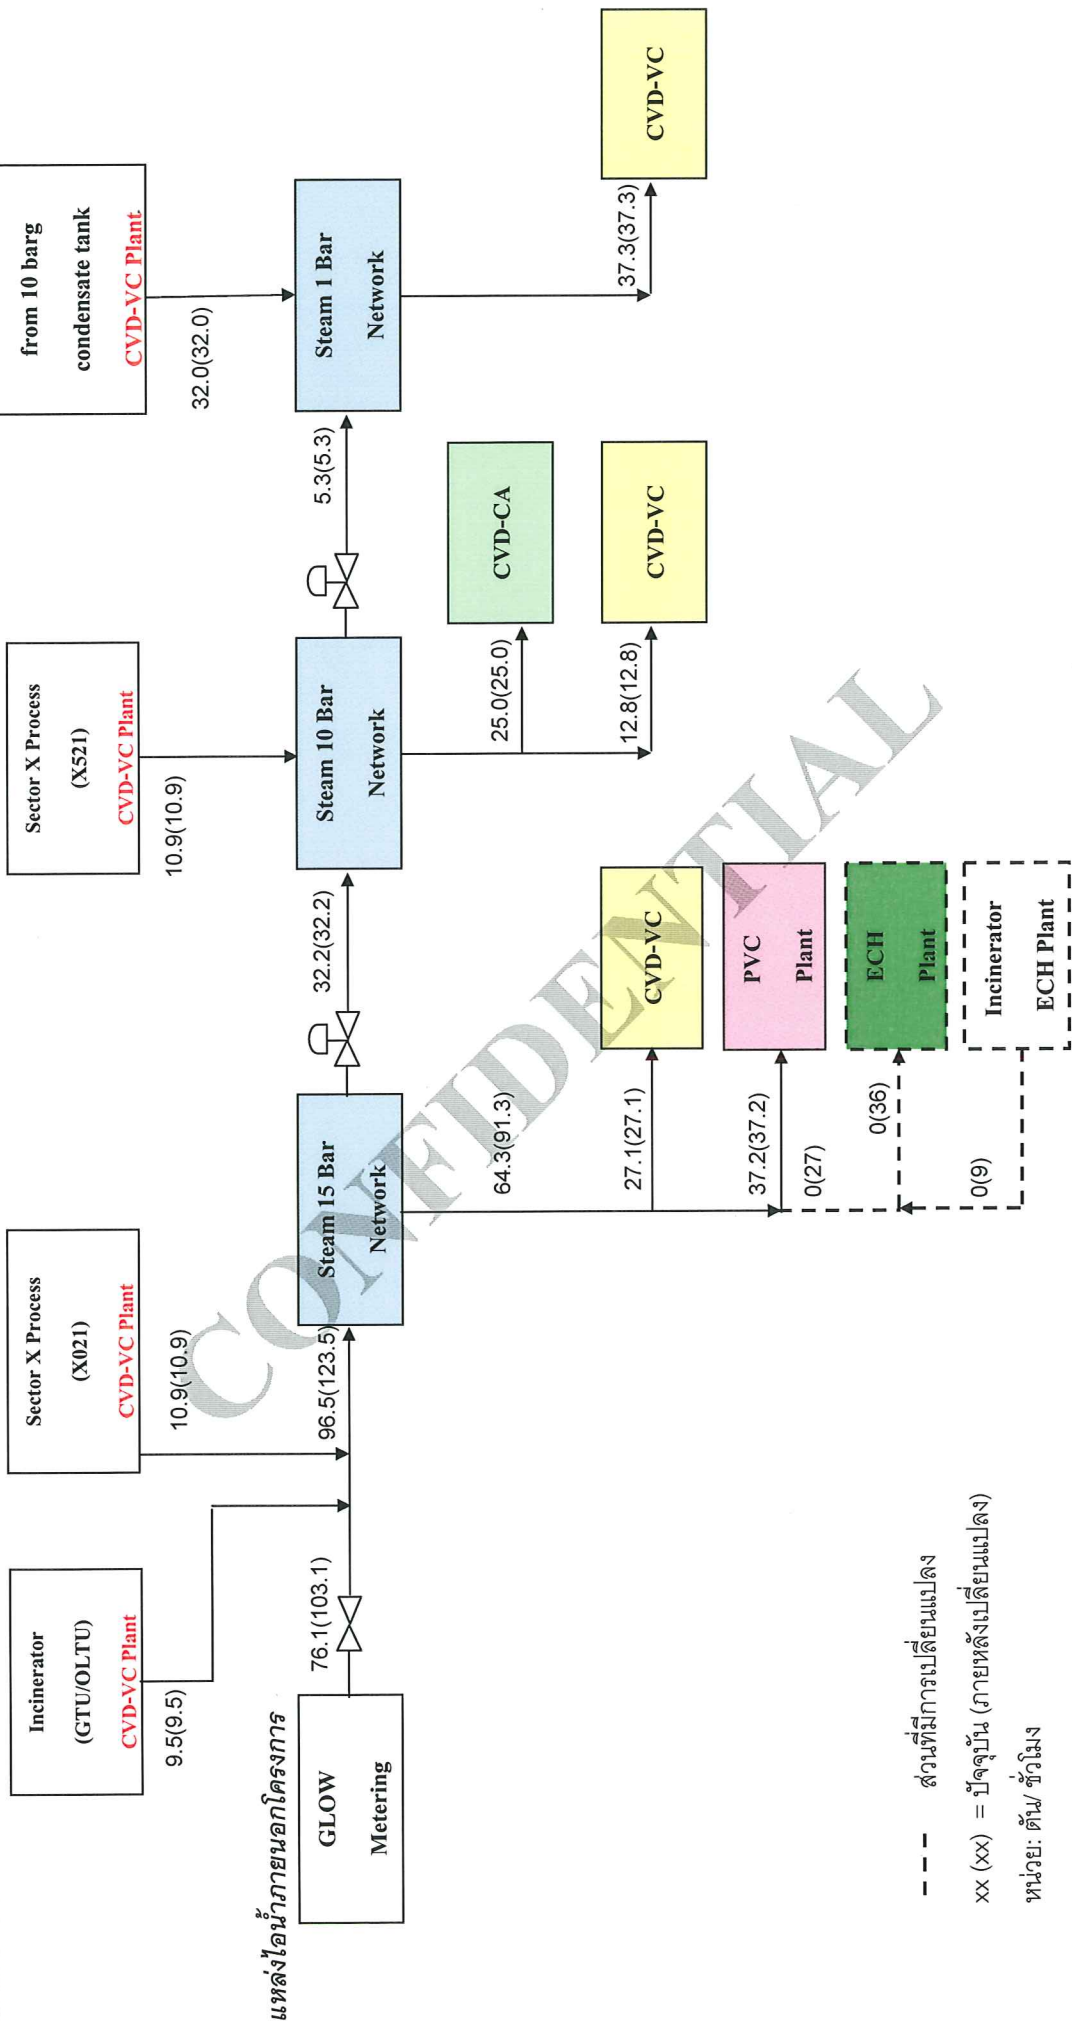 Incinerator
(GTU/OLTU)
CVD-VC Plant
9.5(9.5)
Sector X Process
(X021)
CVD-VC Plant
10.9(10.9)
Sector X Process
(X521)
CVD-VC Plant
10.9(10.9)
from 10 barg
condensate tank
CVD-VC Plant
32.0(32.0)
แหล่งไอน้ำภายนอกโครงการ
GLOW
Metering
76.1(103.1)
96.5(123.5)
Steam 15 Bar
Network
32.2(32.2)
Steam 10 Bar
Network
5.3(5.3)
Steam 1 Bar
Network
64.3(91.3)
27.1(27.1)
CVD-VC
37.2(37.2)
PVC
Plant
0(27)
0(36)
ECH
Plant
0(9)
Incinerator
ECH Plant
25.0(25.0)
CVD-CA
12.8(12.8)
CVD-VC
37.3(37.3)
CVD-VC
CONFIDENTIAL
ส่วนที่มีการเปลี่ยนแปลง
xx (xx) = ปัจจุบัน (ภายหลังเปลี่ยนแปลง)
หน่วย: ตัน/ ชั่วโมง